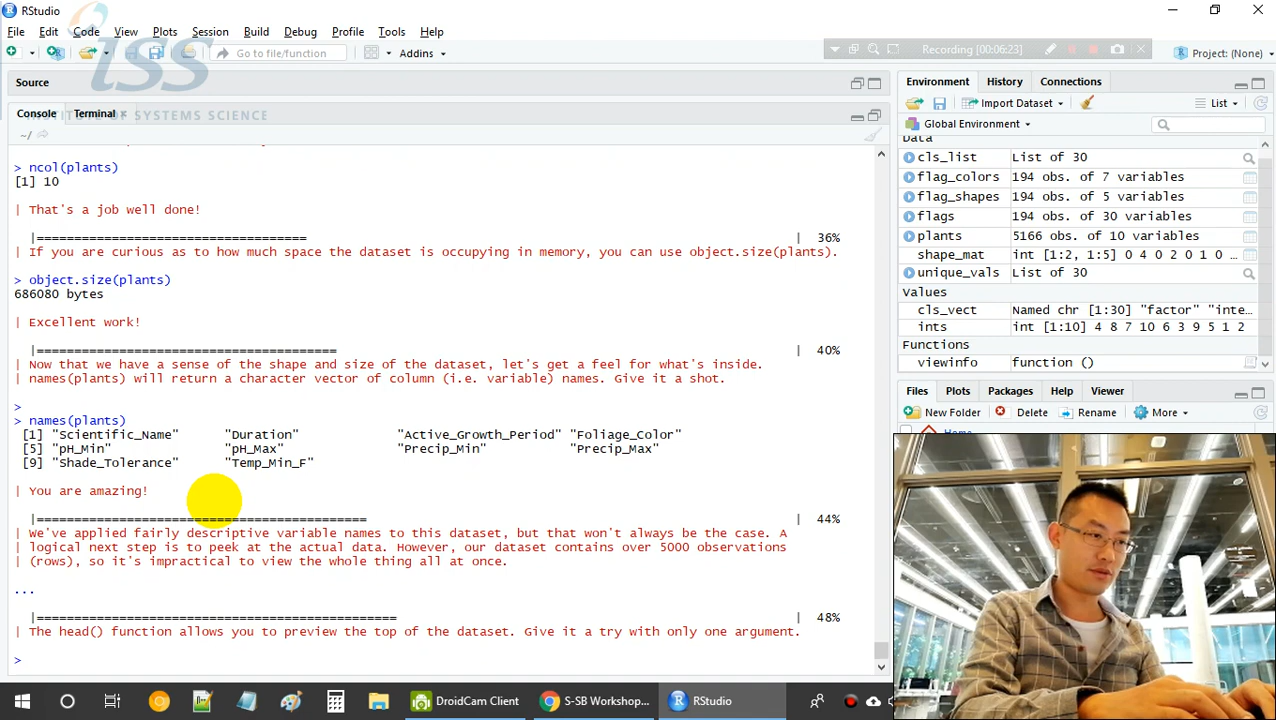 RStudio
File Edit Code View Plots Session Build Debug Profile Tools Help
Go to file/function
Addins
Recording [00:06:23]
Project: (None)
iss
INSTITUTE OF SYSTEMS SCIENCE
Source
Console Terminal ×
~/
> ncol(plants)
[1] 10
| That's a job well done!
|==================================== | 36%
| If you are curious as to how much space the dataset is occupying in memory, you can use object.size(plants).
> object.size(plants)
686080 bytes
| Excellent work!
|======================================== | 40%
| Now that we have a sense of the shape and size of the dataset, let's get a feel for what's inside.
| names(plants) will return a character vector of column (i.e. variable) names. Give it a shot.
>
> names(plants)
[1] "Scientific_Name" "Duration" "Active_Growth_Period" "Foliage_Color"
[5] "pH_Min" "pH_Max" "Precip_Min" "Precip_Max"
[9] "Shade_Tolerance" "Temp_Min_F"
| You are amazing!
|============================================ | 44%
| We've applied fairly descriptive variable names to this dataset, but that won't always be the case. A
| logical next step is to peek at the actual data. However, our dataset contains over 5000 observations
| (rows), so it's impractical to view the whole thing all at once.
...
|================================================ | 48%
| The head() function allows you to preview the top of the dataset. Give it a try with only one argument.
>
Environment History Connections
Import Dataset
List
Global Environment
Data
cls_list List of 30
flag_colors 194 obs. of 7 variables
flag_shapes 194 obs. of 5 variables
flags 194 obs. of 30 variables
plants 5166 obs. of 10 variables
shape_mat int [1:2, 1:5] 0 4 0 2 0 1 0 …
unique_vals List of 30
Values
cls_vect Named chr [1:30] "factor" "inte…
ints int [1:10] 4 8 7 10 6 3 9 5 1 2
Functions
viewinfo function ()
Files Plots Packages Help Viewer
New Folder Delete Rename More
Home
DroidCam Client
S-SB Workshop...
RStudio